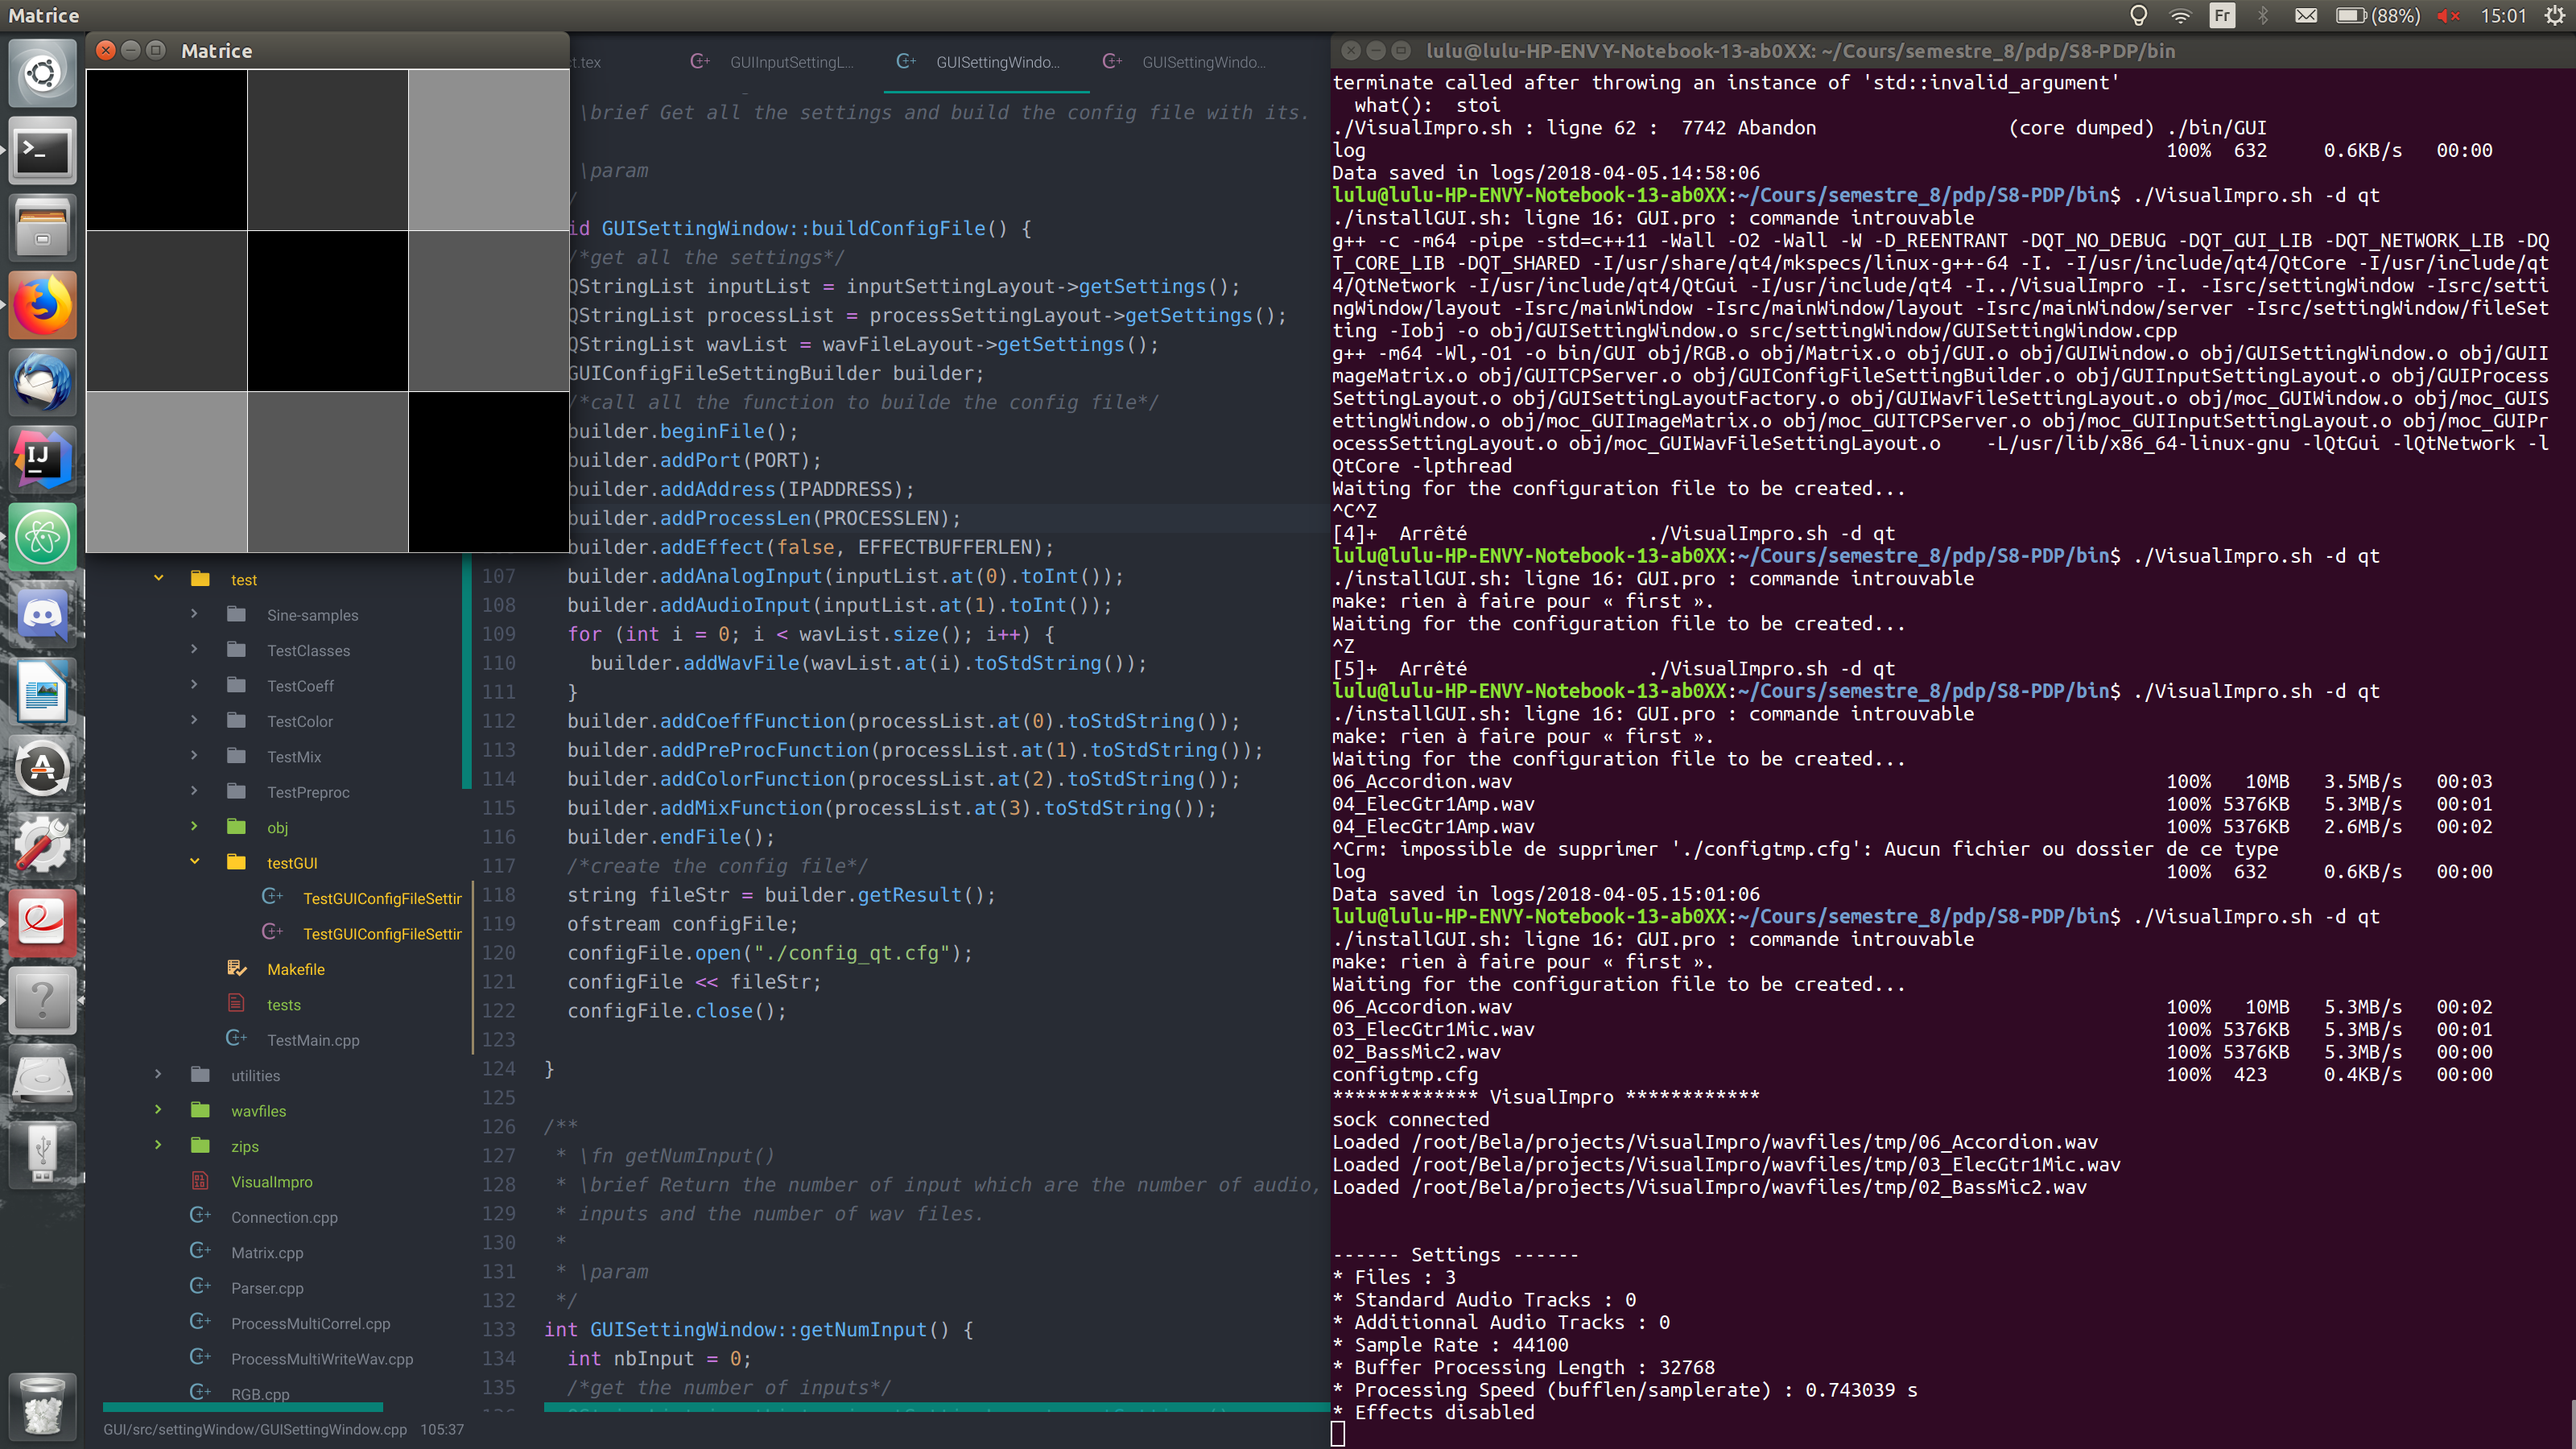 Matrice
Fr
(88%)
15:01
Matrice
ct.tex
GUIInputSettingL...
GUISettingWindo...
GUISettingWindo...
\brief Get all the settings and build the config file with its.
\param
/
id GUISettingWindow::buildConfigFile() {
/*get all the settings*/
QStringList inputList = inputSettingLayout->getSettings();
QStringList processList = processSettingLayout->getSettings();
QStringList wavList = wavFileLayout->getSettings();
GUIConfigFileSettingBuilder builder;
/*call all the function to builde the config file*/
builder.beginFile();
builder.addPort(PORT);
builder.addAddress(IPADDRESS);
builder.addProcessLen(PROCESSLEN);
builder.addEffect(false, EFFECTBUFFERLEN);
107 builder.addAnalogInput(inputList.at(0).toInt());
108 builder.addAudioInput(inputList.at(1).toInt());
109 for (int i = 0; i < wavList.size(); i++) {
110 builder.addWavFile(wavList.at(i).toStdString());
111 }
112 builder.addCoeffFunction(processList.at(0).toStdString());
113 builder.addPreProcFunction(processList.at(1).toStdString());
114 builder.addColorFunction(processList.at(2).toStdString());
115 builder.addMixFunction(processList.at(3).toStdString());
116 builder.endFile();
117 /*create the config file*/
118 string fileStr = builder.getResult();
119 ofstream configFile;
120 configFile.open("./config_qt.cfg");
121 configFile << fileStr;
122 configFile.close();
123
124 }
125
126 /**
127 * \fn getNumInput()
128 * \brief Return the number of input which are the number of audio,
129 * inputs and the number of wav files.
130 *
131 * \param
132 */
133 int GUISettingWindow::getNumInput() {
134 int nbInput = 0;
135 /*get the number of inputs*/
test
Sine-samples
TestClasses
TestCoeff
TestColor
TestMix
TestPreproc
obj
testGUI
TestGUIConfigFileSettin
TestGUIConfigFileSettin
Makefile
tests
TestMain.cpp
utilities
wavfiles
zips
VisualImpro
Connection.cpp
Matrix.cpp
Parser.cpp
ProcessMultiCorrel.cpp
ProcessMultiWriteWav.cpp
RGB.cpp
GUI/src/settingWindow/GUISettingWindow.cpp 105:37
lulu@lulu-HP-ENVY-Notebook-13-ab0XX: ~/Cours/semestre_8/pdp/S8-PDP/bin
terminate called after throwing an instance of 'std::invalid_argument'
what(): stoi
./VisualImpro.sh : ligne 62 : 7742 Abandon (core dumped) ./bin/GUI
log 100% 632 0.6KB/s 00:00
Data saved in logs/2018-04-05.14:58:06
lulu@lulu-HP-ENVY-Notebook-13-ab0XX:~/Cours/semestre_8/pdp/S8-PDP/bin$ ./VisualImpro.sh -d qt
./installGUI.sh: ligne 16: GUI.pro : commande introuvable
g++ -c -m64 -pipe -std=c++11 -Wall -O2 -Wall -W -D_REENTRANT -DQT_NO_DEBUG -DQT_GUI_LIB -DQT_NETWORK_LIB -DQ
T_CORE_LIB -DQT_SHARED -I/usr/share/qt4/mkspecs/linux-g++-64 -I. -I/usr/include/qt4/QtCore -I/usr/include/qt
4/QtNetwork -I/usr/include/qt4/QtGui -I/usr/include/qt4 -I../VisualImpro -I. -Isrc/settingWindow -Isrc/setti
ngWindow/layout -Isrc/mainWindow -Isrc/mainWindow/layout -Isrc/mainWindow/server -Isrc/settingWindow/fileSet
ting -Iobj -o obj/GUISettingWindow.o src/settingWindow/GUISettingWindow.cpp
g++ -m64 -Wl,-O1 -o bin/GUI obj/RGB.o obj/Matrix.o obj/GUI.o obj/GUIWindow.o obj/GUISettingWindow.o obj/GUII
mageMatrix.o obj/GUITCPServer.o obj/GUIConfigFileSettingBuilder.o obj/GUIInputSettingLayout.o obj/GUIProcess
SettingLayout.o obj/GUISettingLayoutFactory.o obj/GUIWavFileSettingLayout.o obj/moc_GUIWindow.o obj/moc_GUIS
ettingWindow.o obj/moc_GUIImageMatrix.o obj/moc_GUITCPServer.o obj/moc_GUIInputSettingLayout.o obj/moc_GUIPr
ocessSettingLayout.o obj/moc_GUIWavFileSettingLayout.o -L/usr/lib/x86_64-linux-gnu -lQtGui -lQtNetwork -l
QtCore -lpthread
Waiting for the configuration file to be created...
^C^Z
[4]+ Arrêté ./VisualImpro.sh -d qt
lulu@lulu-HP-ENVY-Notebook-13-ab0XX:~/Cours/semestre_8/pdp/S8-PDP/bin$ ./VisualImpro.sh -d qt
./installGUI.sh: ligne 16: GUI.pro : commande introuvable
make: rien à faire pour « first ».
Waiting for the configuration file to be created...
^Z
[5]+ Arrêté ./VisualImpro.sh -d qt
lulu@lulu-HP-ENVY-Notebook-13-ab0XX:~/Cours/semestre_8/pdp/S8-PDP/bin$ ./VisualImpro.sh -d qt
./installGUI.sh: ligne 16: GUI.pro : commande introuvable
make: rien à faire pour « first ».
Waiting for the configuration file to be created...
06_Accordion.wav 100% 10MB 3.5MB/s 00:03
04_ElecGtr1Amp.wav 100% 5376KB 5.3MB/s 00:01
04_ElecGtr1Amp.wav 100% 5376KB 2.6MB/s 00:02
^Crm: impossible de supprimer './configtmp.cfg': Aucun fichier ou dossier de ce type
log 100% 632 0.6KB/s 00:00
Data saved in logs/2018-04-05.15:01:06
lulu@lulu-HP-ENVY-Notebook-13-ab0XX:~/Cours/semestre_8/pdp/S8-PDP/bin$ ./VisualImpro.sh -d qt
./installGUI.sh: ligne 16: GUI.pro : commande introuvable
make: rien à faire pour « first ».
Waiting for the configuration file to be created...
06_Accordion.wav 100% 10MB 5.3MB/s 00:02
03_ElecGtr1Mic.wav 100% 5376KB 5.3MB/s 00:01
02_BassMic2.wav 100% 5376KB 5.3MB/s 00:00
configtmp.cfg 100% 423 0.4KB/s 00:00
************* VisualImpro ************
sock connected
Loaded /root/Bela/projects/VisualImpro/wavfiles/tmp/06_Accordion.wav
Loaded /root/Bela/projects/VisualImpro/wavfiles/tmp/03_ElecGtr1Mic.wav
Loaded /root/Bela/projects/VisualImpro/wavfiles/tmp/02_BassMic2.wav
------ Settings ------
* Files : 3
* Standard Audio Tracks : 0
* Additionnal Audio Tracks : 0
* Sample Rate : 44100
* Buffer Processing Length : 32768
* Processing Speed (bufflen/samplerate) : 0.743039 s
* Effects disabled